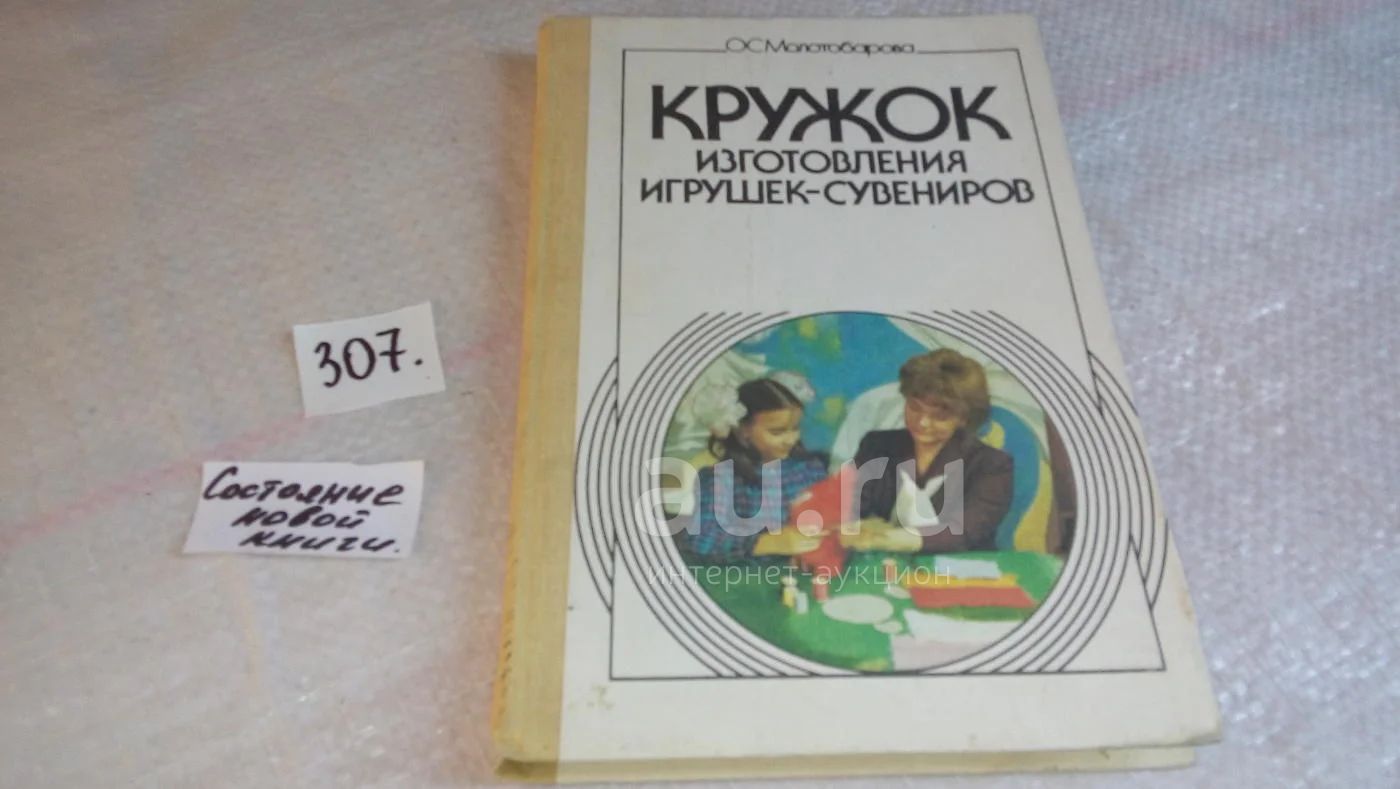 О С Молотобарова
КРУЖОК
ИЗГОТОВЛЕНИЯ
ИГРУШЕК-СУВЕНИРОВ
307.
Состояние
новой
книги.
au.ru
интернет-аукцион